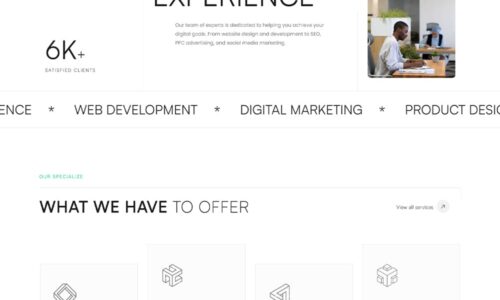 EXPERIENCE
Our team of experts is dedicated to helping you achieve your
digital goals. From website design and development to SEO,
PPC advertising, and social media marketing.
6K+
SATISFIED CLIENTS
ENCE * WEB DEVELOPMENT * DIGITAL MARKETING * PRODUCT DESIG
OUR SPECIALIZE
WHAT WE HAVE TO OFFER
View all services